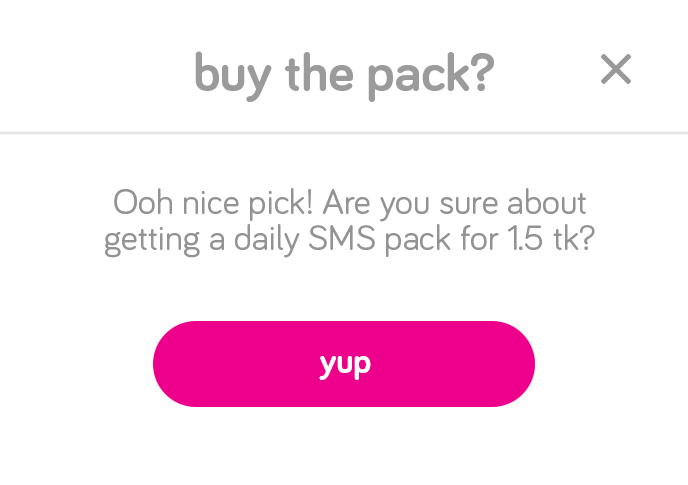 buy the pack?
Ooh nice pick! Are you sure about
getting a daily SMS pack for 1.5 tk?
yup